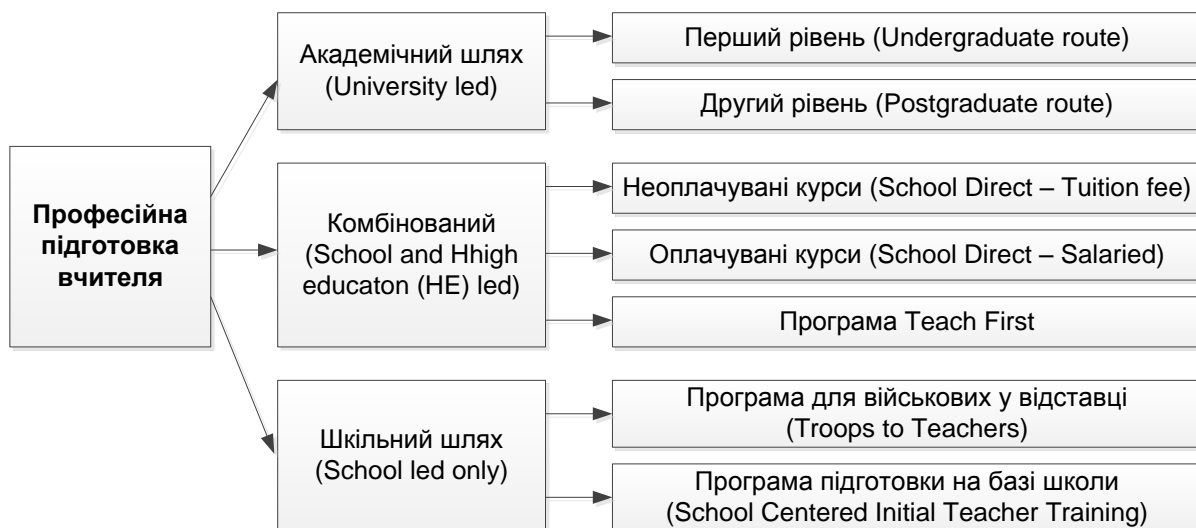 Професійна
підготовка
вчителя
Академічний шлях
(University led)
Перший рівень (Undergraduate route)
Другий рівень (Postgraduate route)
Комбінований
(School and Hhigh
educaton (HE) led)
Неоплачувані курси (School Direct – Tuition fee)
Оплачувані курси (School Direct – Salaried)
Програма Teach First
Шкільний шлях
(School led only)
Програма для військових у відставці
(Troops to Teachers)
Програма підготовки на базі школи
(School Centered Initial Teacher Training)